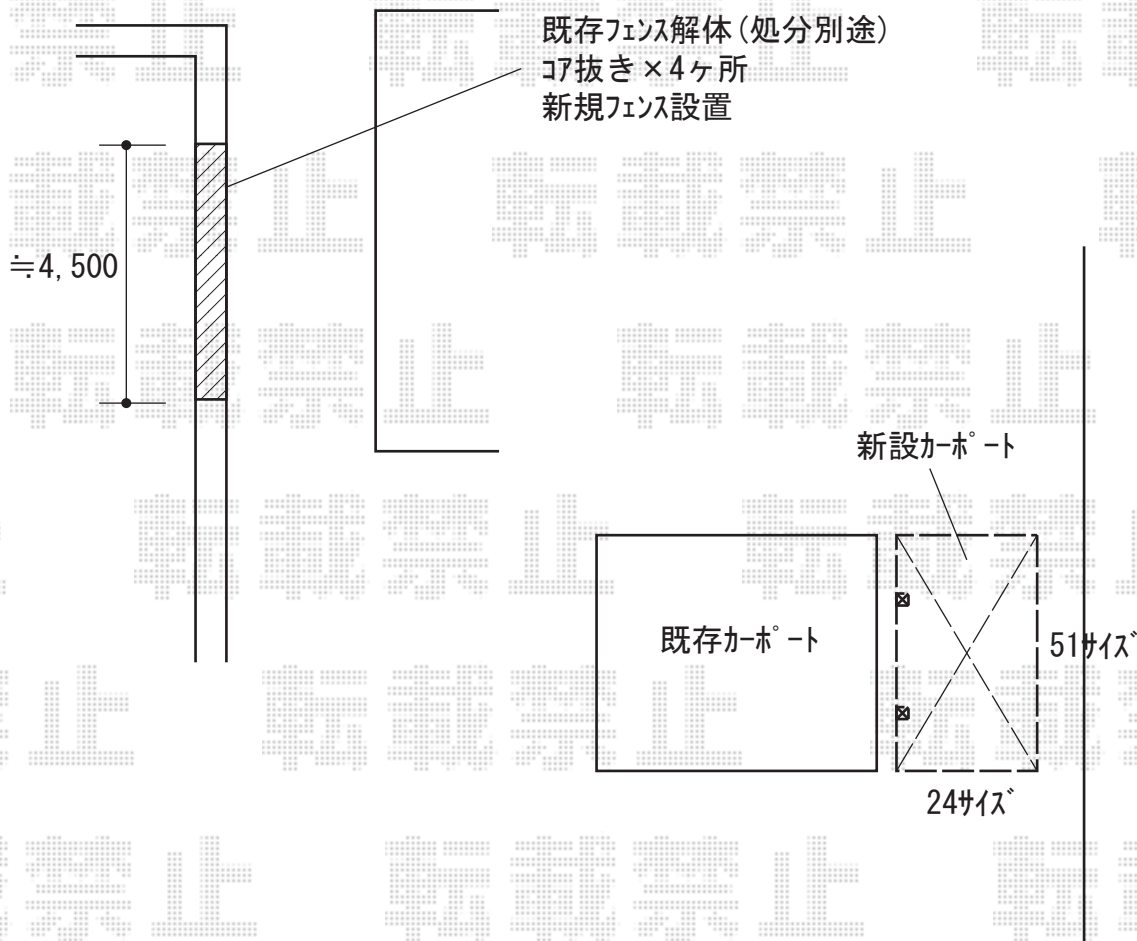 既存フェンス解体(処分別途)
コア抜き×4ヶ所
新規フェンス設置
≒4,500
新設カーポート
既存カーポート
51サイズ
24サイズ
転載禁止